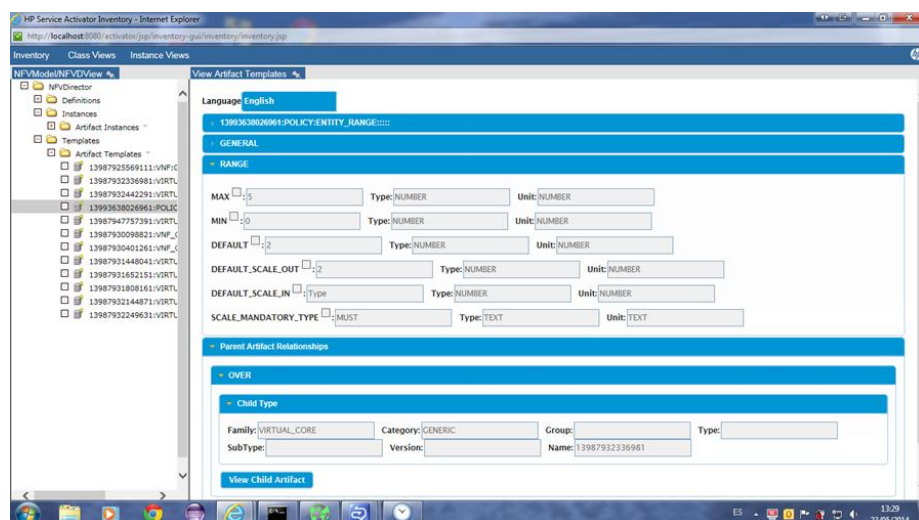 HP Service Activator Inventory - Internet Explorer
http://localhost:8080/activator/jsp/inventory-gui/inventory/inventory.jsp
Inventory Class Views Instance Views
NFVModel/NFVDView View Artifact Templates
NFVDirector
Definitions
Instances
Artifact Instances
Templates
Artifact Templates
13987925569111:VNF:
13987932336981:VIRTU
13987932442291:VIRTU
13993638026961:POLIC
13987947757391:VIRTU
13987930098821:VNF_
13987930401261:VNF_
13987931448041:VIRTU
13987931652151:VIRTU
13987931808161:VIRTU
13987932144871:VIRTU
13987932249631:VIRTU
Language English
13993638026961:POLICY:ENTITY_RANGE:::::
GENERAL
RANGE
MAX : 5 Type: NUMBER Unit: NUMBER
MIN : 0 Type: NUMBER Unit: NUMBER
DEFAULT : 2 Type: NUMBER Unit: NUMBER
DEFAULT_SCALE_OUT : 2 Type: NUMBER Unit: NUMBER
DEFAULT_SCALE_IN : Type Type: NUMBER Unit: NUMBER
SCALE_MANDATORY_TYPE : MUST Type: TEXT Unit: TEXT
Parent Artifact Relationships
OVER
Child Type
Family: VIRTUAL_CORE Category: GENERIC Group: Type:
SubType: Version: Name: 13987932336981
View Child Artifact
ES 13:29
22/05/2014